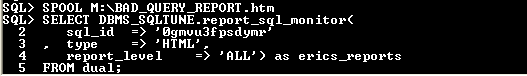 SQL> SPOOL M:\BAD_QUERY_REPORT.htm
SQL> SELECT DBMS_SQLTUNE.report_sql_monitor(
2 sql_id => '0gmvu3fpsdymr'
3 , type => 'HTML',
4 report_level => 'ALL') as erics_reports
5 FROM dual;